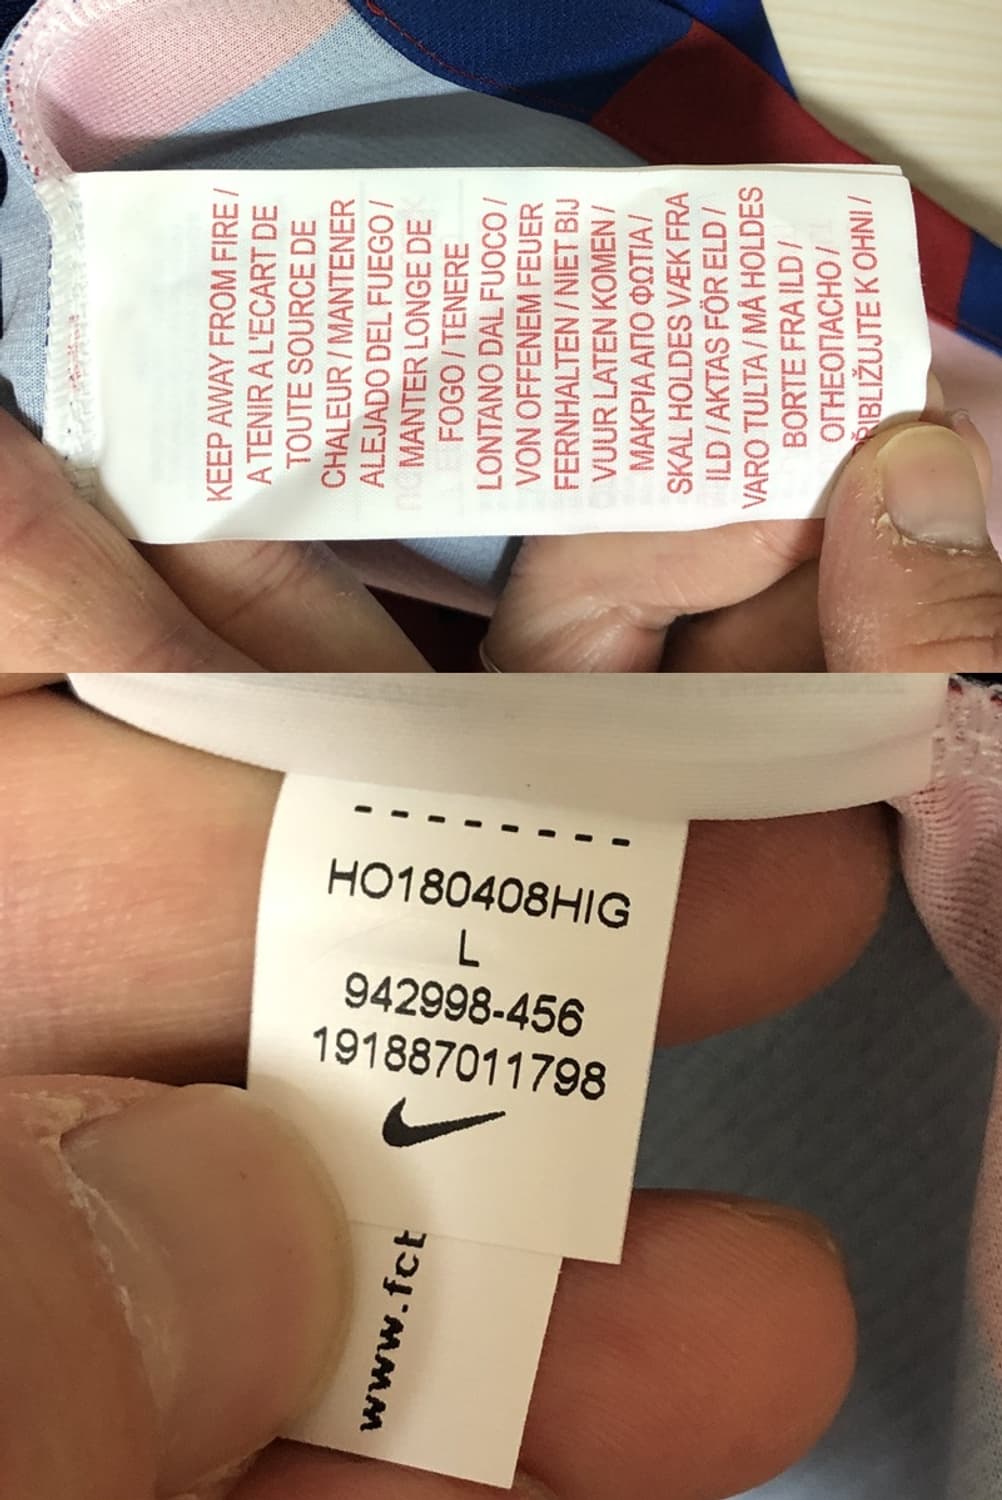 KEEP AWAY FROM FIRE /
A TENIR A L'ECART DE
TOUTE SOURCE DE
CHALEUR / MANTENER
ALEJADO DEL FUEGO /
MANTER LONGE DE
FOGO / TENERE
LONTANO DAL FUOCO /
VON OFFENEM FEUER
FERNHALTEN / NIET BIJ
VUUR LATEN KOMEN /
ΜΑΚΡΙΑ ΑΠΟ ΦΩΤΙΑ /
SKAL HOLDES VÆK FRA
ILD / AKTAS FÖR ELD /
VARO TULTA / MÅ HOLDES
BORTE FRA ILD /
ОГНЕОПАСНО /
PŘIBLIŽUJTE K OHNI /
--------
HO180408HIG
L
942998-456
191887011798
www.fct